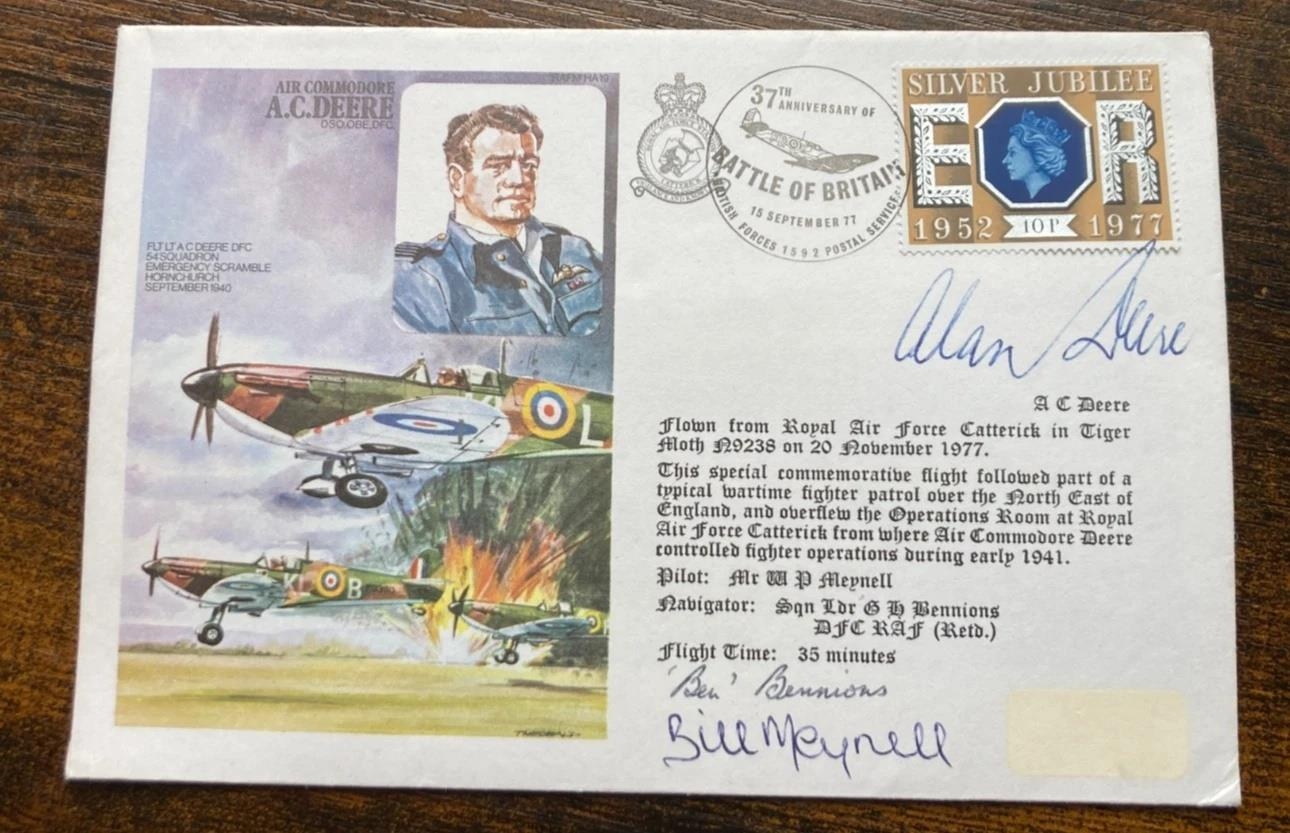 RAFM HA19
AIR COMMODORE
A.C.DEERE
DSO.OBE.DFC.
FLT LT A C DEERE DFC
54 SQUADRON
EMERGENCY SCRAMBLE
HORNCHURCH
SEPTEMBER 1940
L
KL B
37TH
ANNIVERSARY OF
BATTLE OF BRITAIN
15 SEPTEMBER 77
BRITISH FORCES 1592 POSTAL SERVICE
CATTERICK
SILVER JUBILEE
E R
1952 10P 1977
Alan Deere
A C Deere
Flown from Royal Air Force Catterick in Tiger
Moth N9238 on 20 November 1977.
This special commemorative flight followed part of a
typical wartime fighter patrol over the North East of
England, and overflew the Operations Room at Royal
Air Force Catterick from where Air Commodore Deere
controlled fighter operations during early 1941.
Pilot: Mr W P Meynell
Navigator: Sqn Ldr G H Bennions
DFC RAF (Retd.)
Flight Time: 35 minutes
'Ben' Bennions
Bill Meynell